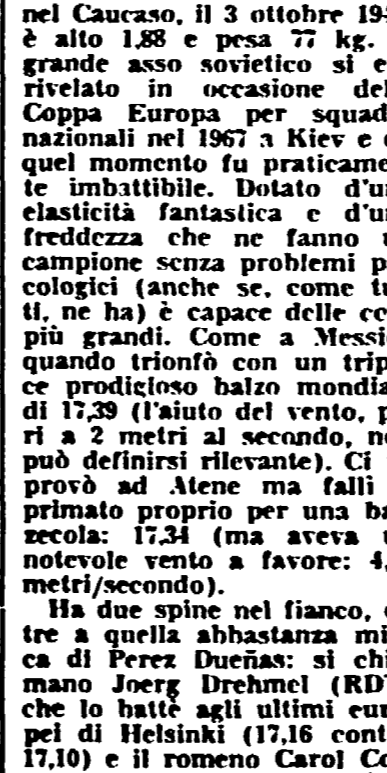 nel Caucaso, il 3 ottobre 19
è alto 1,88 e pesa 77 kg.
grande asso sovietico si
rivelato in occasione del
Coppa Europa per squad
nazionali nel 1967 a Kiev e
quel momento fu praticame
te imbattibile. Dotato d'un
elasticità fantastica e d'un
freddezza che ne fanno
campione senza problemi p
cologici (anche se, come tu
ti, ne ha) è capace delle
più grandi. Come a Messic
quando trionfò con un trip
ce prodigioso balzo mondia
di 17,39 (l'aiuto del vento, p
ri a 2 metri al secondo, no
può definirsi rilevante). Ci
provò ad Atene ma fallì
primato proprio per una ba
zecola: 17,34 (ma aveva
notevole vento a favore: 4,
metri/secondo).
Ha due spine nel fianco,
tre a quella abbastanza mi
ca di Perez Dueñas: si chi
mano Joerg Drehmel (RD
che lo battè agli ultimi eur
pei di Helsinki (17,16 cont
17,10) e il romeno Carol Co